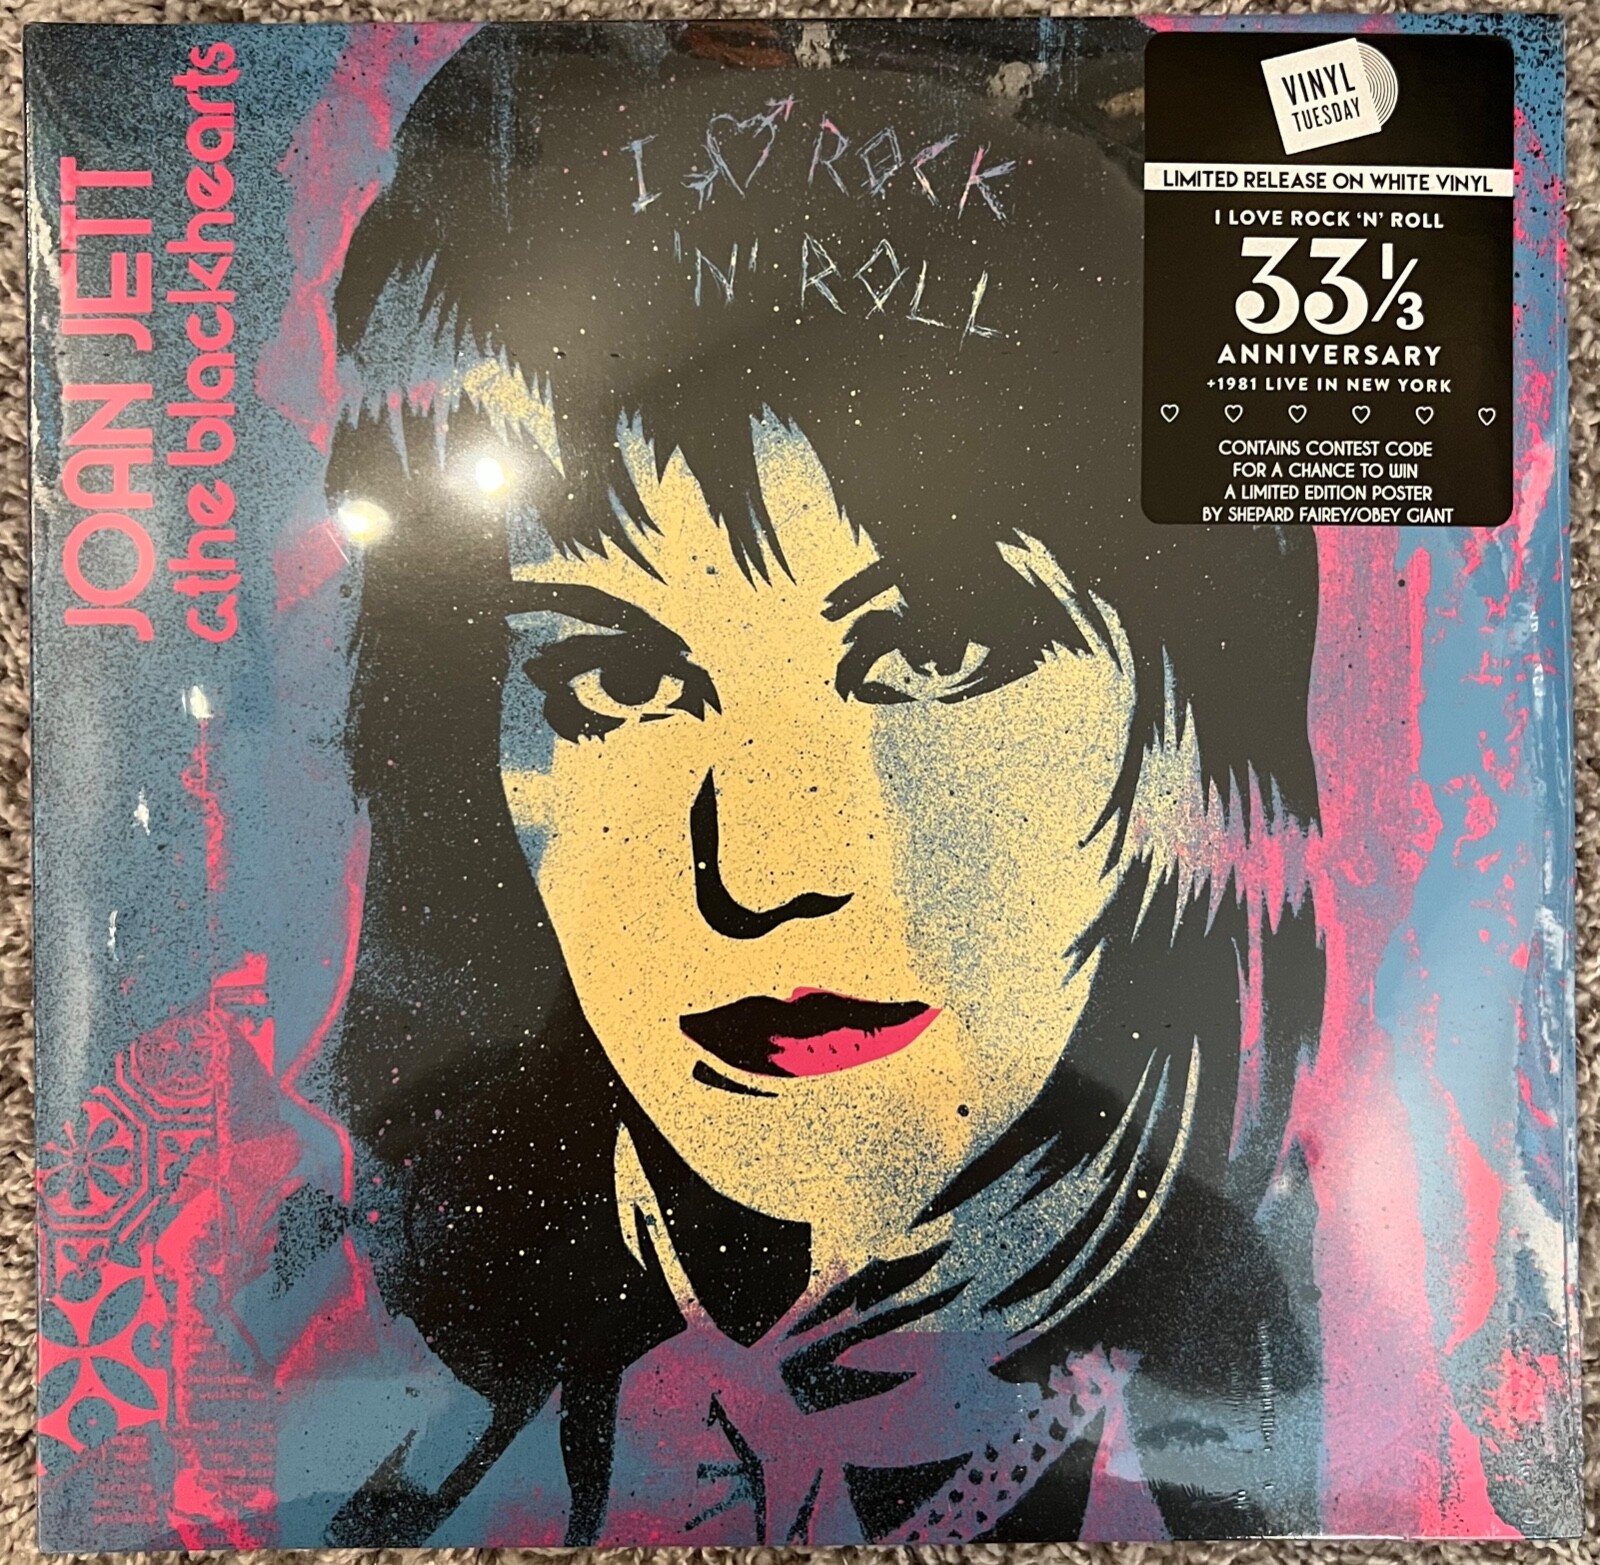 JOAN JETT
& the blackhearts
I ♡ ROCK
'N' ROLL
VINYL
TUESDAY
LIMITED RELEASE ON WHITE VINYL
I LOVE ROCK 'N' ROLL
33⅓
ANNIVERSARY
+1981 LIVE IN NEW YORK
CONTAINS CONTEST CODE
FOR A CHANCE TO WIN
A LIMITED EDITION POSTER
BY SHEPARD FAIREY/OBEY GIANT